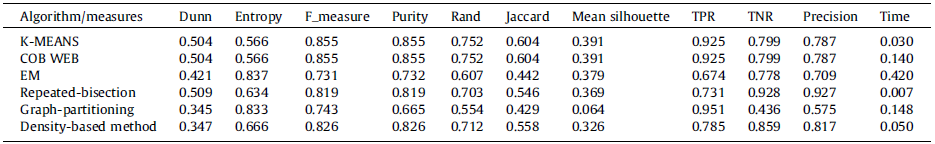 Algorithm/measures Dunn Entropy F_measure Purity Rand Jaccard Mean silhouette TPR TNR Precision Time
K-MEANS 0.504 0.566 0.855 0.855 0.752 0.604 0.391 0.925 0.799 0.787 0.030
COB WEB 0.504 0.566 0.855 0.855 0.752 0.604 0.391 0.925 0.799 0.787 0.140
EM 0.421 0.837 0.731 0.732 0.607 0.442 0.379 0.674 0.778 0.709 0.420
Repeated-bisection 0.509 0.634 0.819 0.819 0.703 0.546 0.369 0.731 0.928 0.927 0.007
Graph-partitioning 0.345 0.833 0.743 0.665 0.554 0.429 0.064 0.951 0.436 0.575 0.148
Density-based method 0.347 0.666 0.826 0.826 0.712 0.558 0.326 0.785 0.859 0.817 0.050